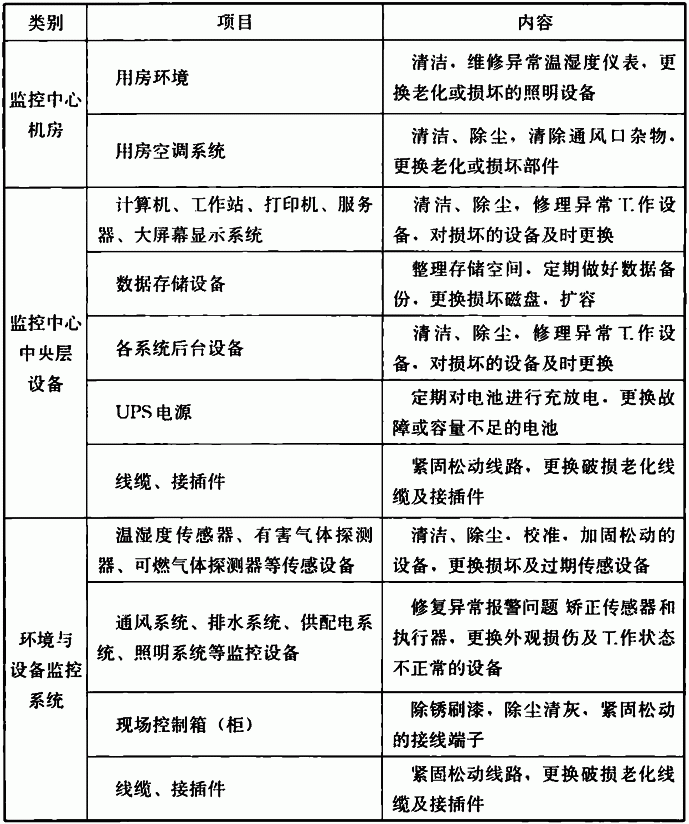 类别 项目 内容
监控中心
机房
用房环境
清洁，维修异常温湿度仪表，更
换老化或损坏的照明设备
用房空调系统
清洁、除尘，清除通风口杂物，
更换老化或损坏部件
监控中心
中央层
设备
计算机、工作站、打印机、服务
器、大屏幕显示系统
清洁、除尘，修理异常工作设
备，对损坏的设备及时更换
数据存储设备
整理存储空间，定期做好数据备
份，更换损坏磁盘，扩容
各系统后台设备
清洁、除尘，修理异常工作设
备，对损坏的设备及时更换
UPS电源
定期对电池进行充放电，更换故
障或容量不足的电池
线缆、接插件
紧固松动线路，更换破损老化线
缆及接插件
环境与
设备监控
系统
温湿度传感器、有害气体探测
器、可燃气体探测器等传感设备
清洁、除尘，校准，加固松动的
设备，更换损坏及过期传感设备
通风系统、排水系统、供配电系
统、照明系统等监控设备
修复异常报警问题 矫正传感器和
执行器，更换外观损伤及工作状态
不正常的设备
现场控制箱（柜）
除锈刷漆，除尘清灰，紧固松动
的接线端子
线缆、接插件
紧固松动线路，更换破损老化线
缆及接插件